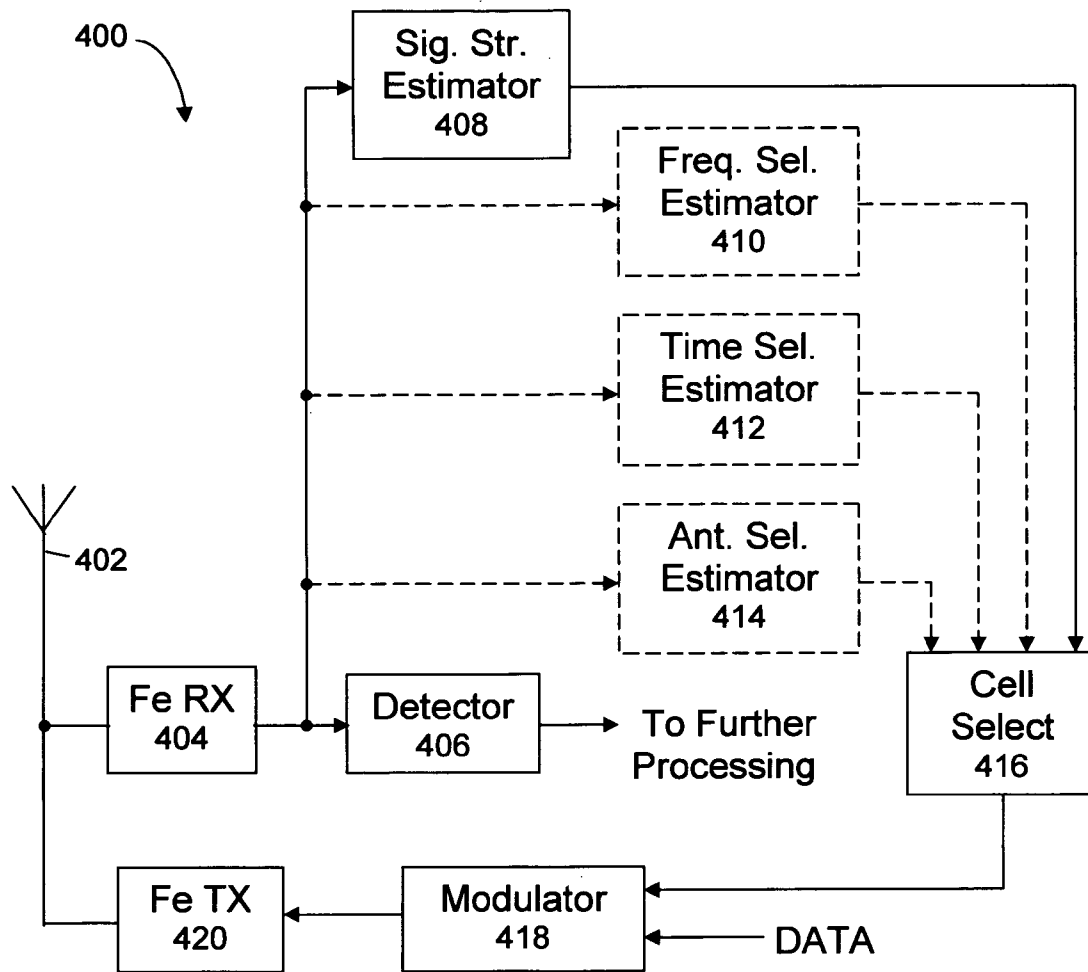 400
Sig. Str.
Estimator
408
Freq. Sel.
Estimator
410
Time Sel.
Estimator
412
402
Ant. Sel.
Estimator
414
Fe RX
404
Detector
406
To Further
Processing
Cell
Select
416
Fe TX
420
Modulator
418
DATA